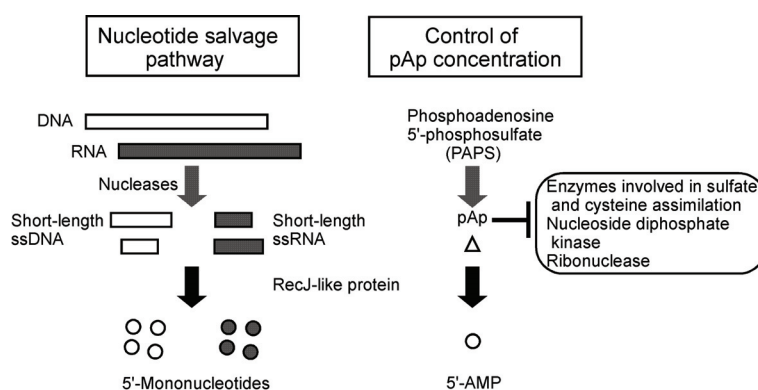 Nucleotide salvage
pathway
Control of
pAp concentration
DNA
RNA
Nucleases
Short-length
ssDNA
Short-length
ssRNA
RecJ-like protein
5'-Mononucleotides
Phosphoadenosine
5'-phosphosulfate
(PAPS)
pAp
Enzymes involved in sulfate
and cysteine assimilation
Nucleoside diphosphate
kinase
Ribonuclease
5'-AMP